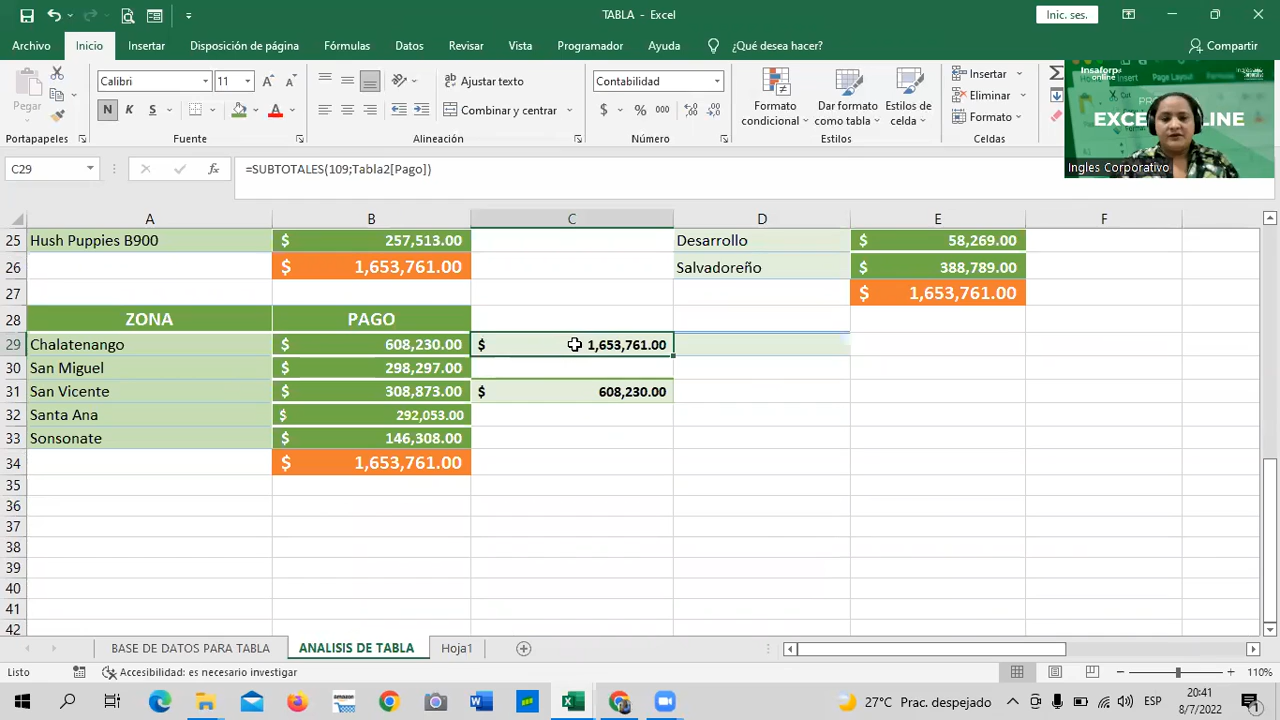 TABLA - Excel
Inic. ses.
Archivo Inicio Insertar Disposición de página Fórmulas Datos Revisar Vista Programador Ayuda ¿Qué desea hacer? Compartir
Pegar
Calibri 11
N K S
Ajustar texto
Combinar y centrar
Contabilidad
$ % 000
Formato condicional
Dar formato como tabla
Estilos de celda
Insertar
Eliminar
Formato
Portapapeles Fuente Alineación Número Estilos Celdas
Insaforp online
Page Layout
EXCE LINE
Ingles Corporativo
C29 fx =SUBTOTALES(109;Tabla2[Pago])
A B C D E F
25 Hush Puppies B900 $ 257,513.00 Desarrollo $ 58,269.00
26 $ 1,653,761.00 Salvadoreño $ 388,789.00
27 $ 1,653,761.00
28 ZONA PAGO
29 Chalatenango $ 608,230.00 $ 1,653,761.00
30 San Miguel $ 298,297.00
31 San Vicente $ 308,873.00 $ 608,230.00
32 Santa Ana $ 292,053.00
33 Sonsonate $ 146,308.00
34 $ 1,653,761.00
35
36
37
38
39
40
41
42
BASE DE DATOS PARA TABLA ANALISIS DE TABLA Hoja1
Listo Accesibilidad: es necesario investigar 110%
27°C Prac. despejado ESP 20:41
8/7/2022